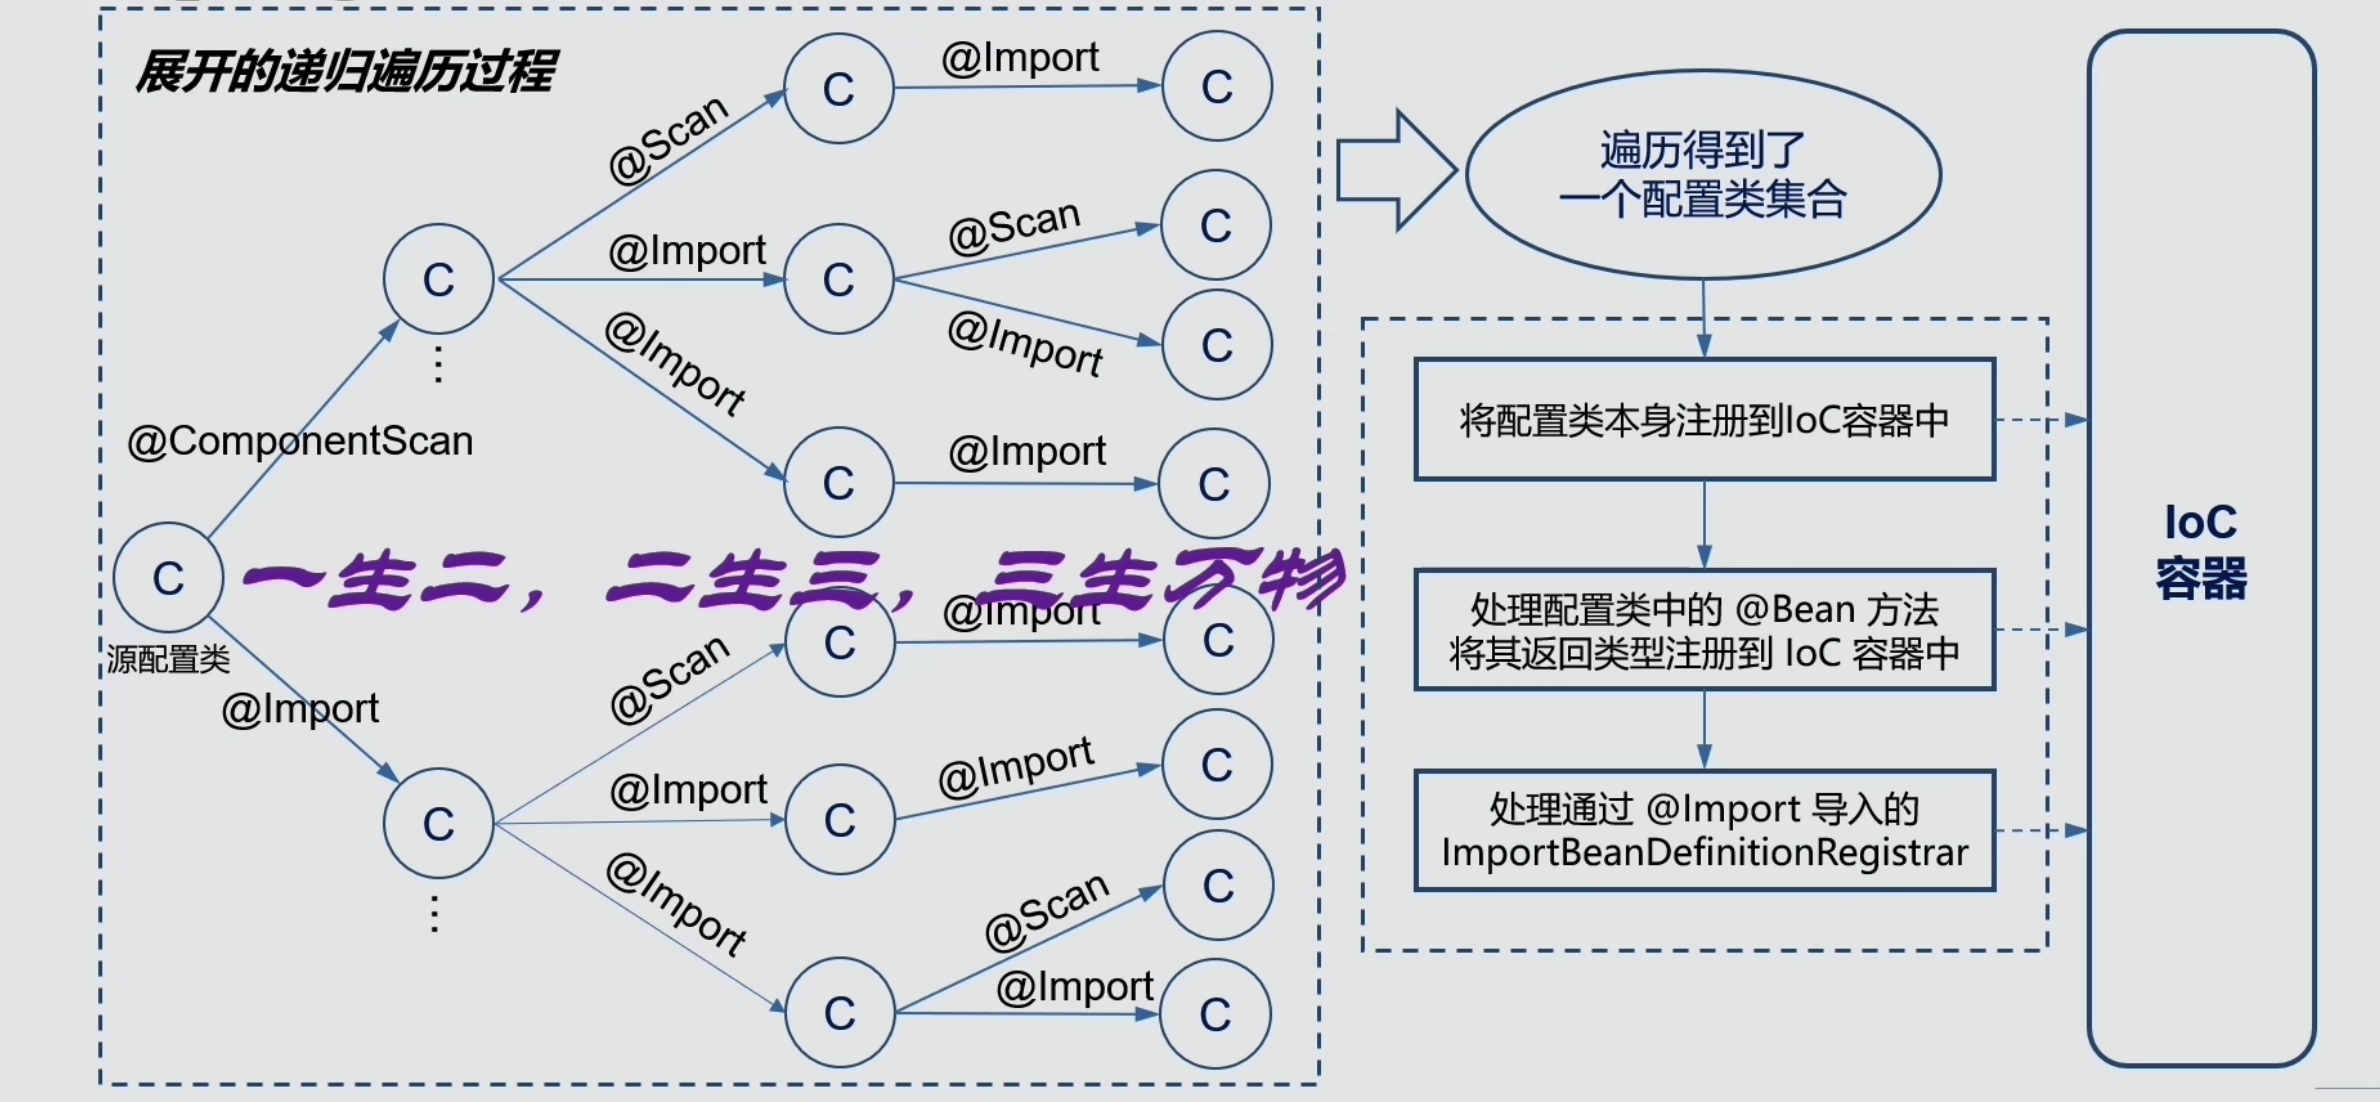 展开的递归遍历过程
C
@Import
C
@Scan
C
@Import
C
@Scan
C
@Import
C
@Import
C
@Import
C
⋮
@ComponentScan
C
源配置类
一生二，二生三，三生万物
@Import
C
⋮
@Scan
C
@Import
C
@Import
C
@Import
C
@Import
C
@Scan
C
@Import
C
遍历得到了
一个配置类集合
将配置类本身注册到IoC容器中
处理配置类中的 @Bean 方法
将其返回类型注册到 IoC 容器中
处理通过 @Import 导入的
ImportBeanDefinitionRegistrar
IoC
容器